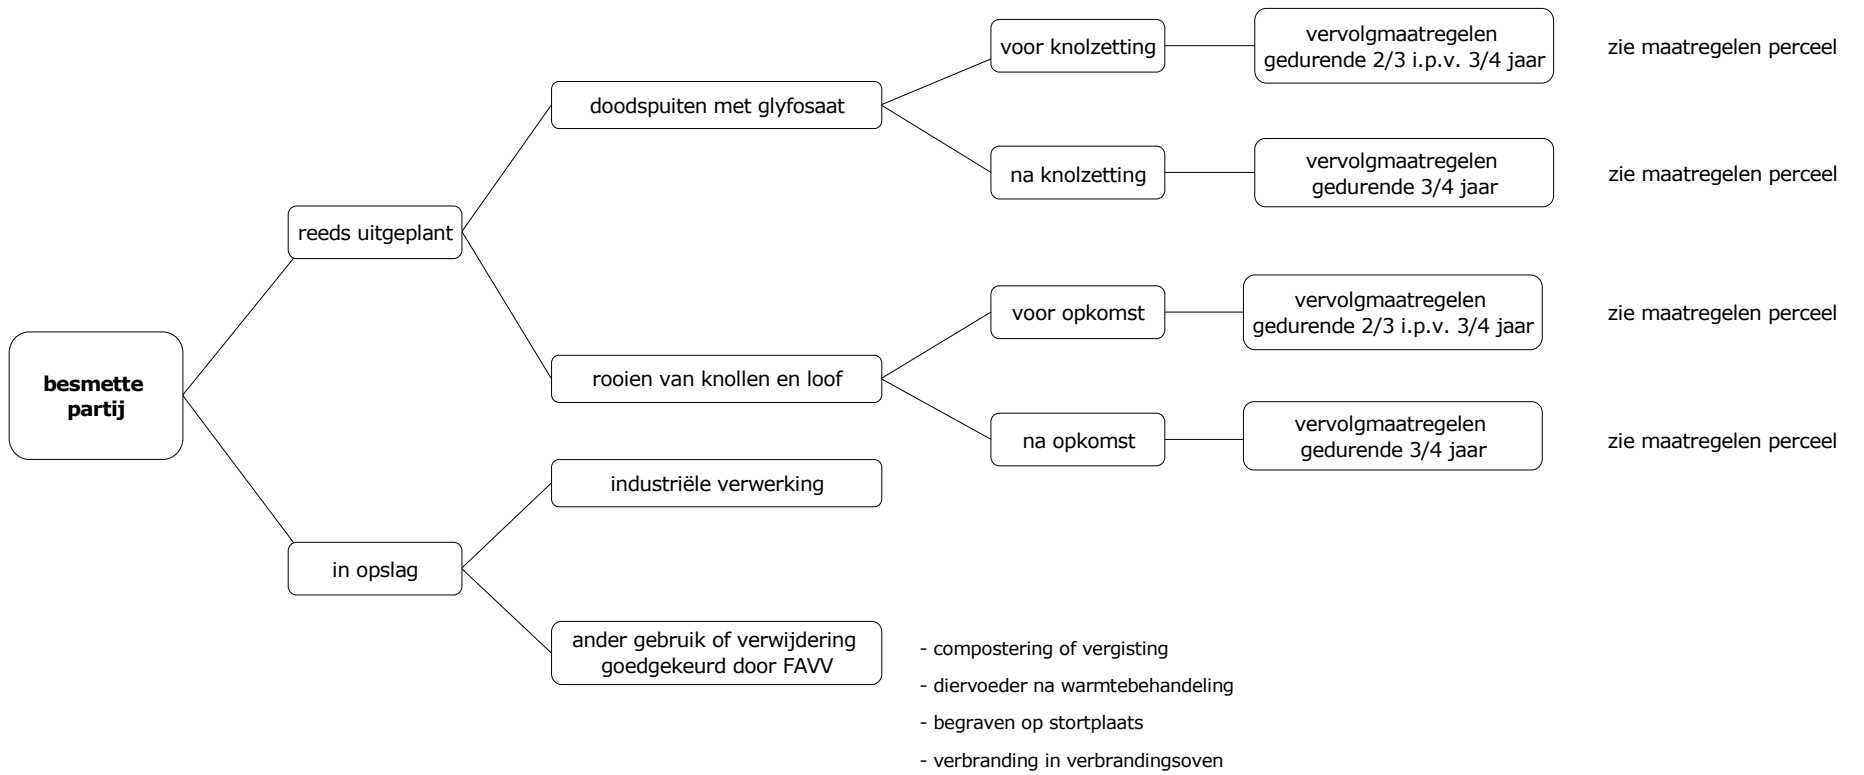 besmette
partij
reeds uitgeplant
in opslag
doodspuiten met glyfosaat
rooien van knollen en loof
industriële verwerking
ander gebruik of verwijdering
goedgekeurd door FAVV
voor knolzetting
vervolgmaatregelen
gedurende 2/3 i.p.v. 3/4 jaar
zie maatregelen perceel
na knolzetting
vervolgmaatregelen
gedurende 3/4 jaar
zie maatregelen perceel
voor opkomst
vervolgmaatregelen
gedurende 2/3 i.p.v. 3/4 jaar
zie maatregelen perceel
na opkomst
vervolgmaatregelen
gedurende 3/4 jaar
zie maatregelen perceel
- compostering of vergisting
- diervoeder na warmtebehandeling
- begraven op stortplaats
- verbranding in verbrandingsoven